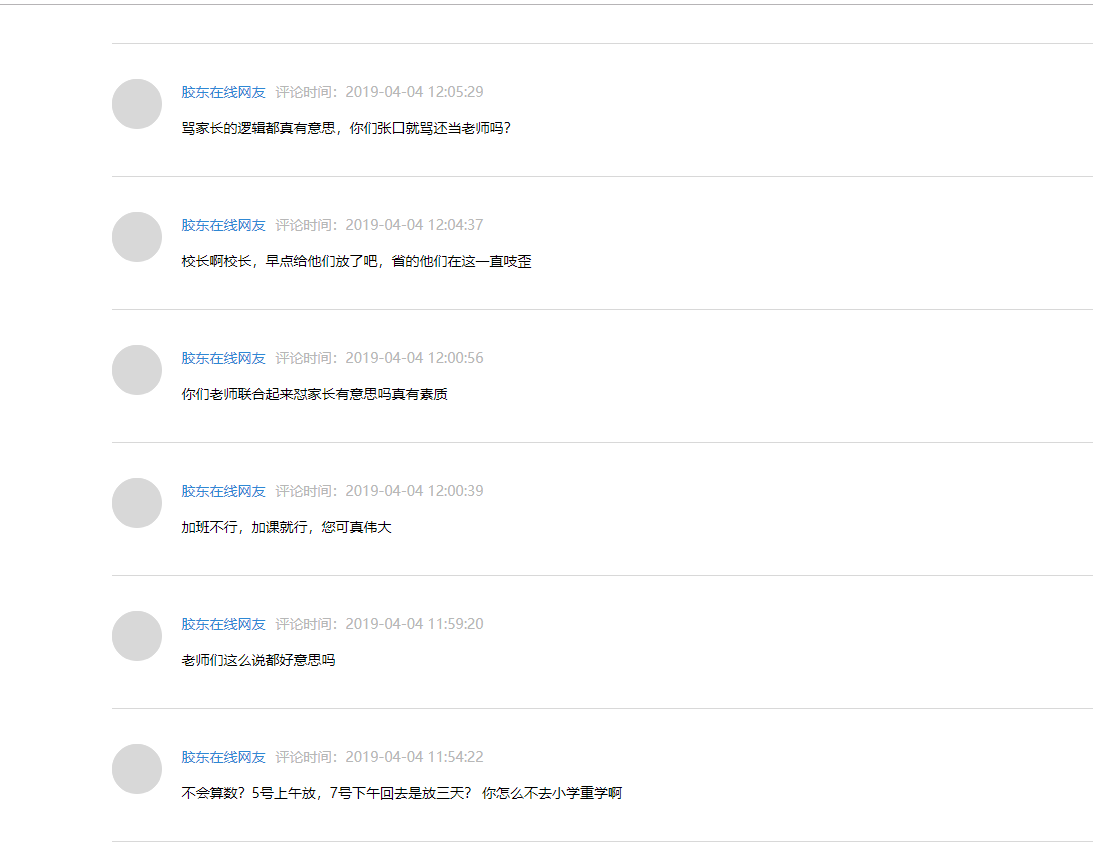 胶东在线网友 评论时间：2019-04-04 12:05:29
骂家长的逻辑都真有意思，你们张口就骂还当老师吗？
胶东在线网友 评论时间：2019-04-04 12:04:37
校长啊校长，早点给他们放了吧，省的他们在这一直吱歪
胶东在线网友 评论时间：2019-04-04 12:00:56
你们老师联合起来怼家长有意思吗真有素质
胶东在线网友 评论时间：2019-04-04 12:00:39
加班不行，加课就行，您可真伟大
胶东在线网友 评论时间：2019-04-04 11:59:20
老师们这么说都好意思吗
胶东在线网友 评论时间：2019-04-04 11:54:22
不会算数？5号上午放，7号下午回去是放三天？ 你怎么不去小学重学啊